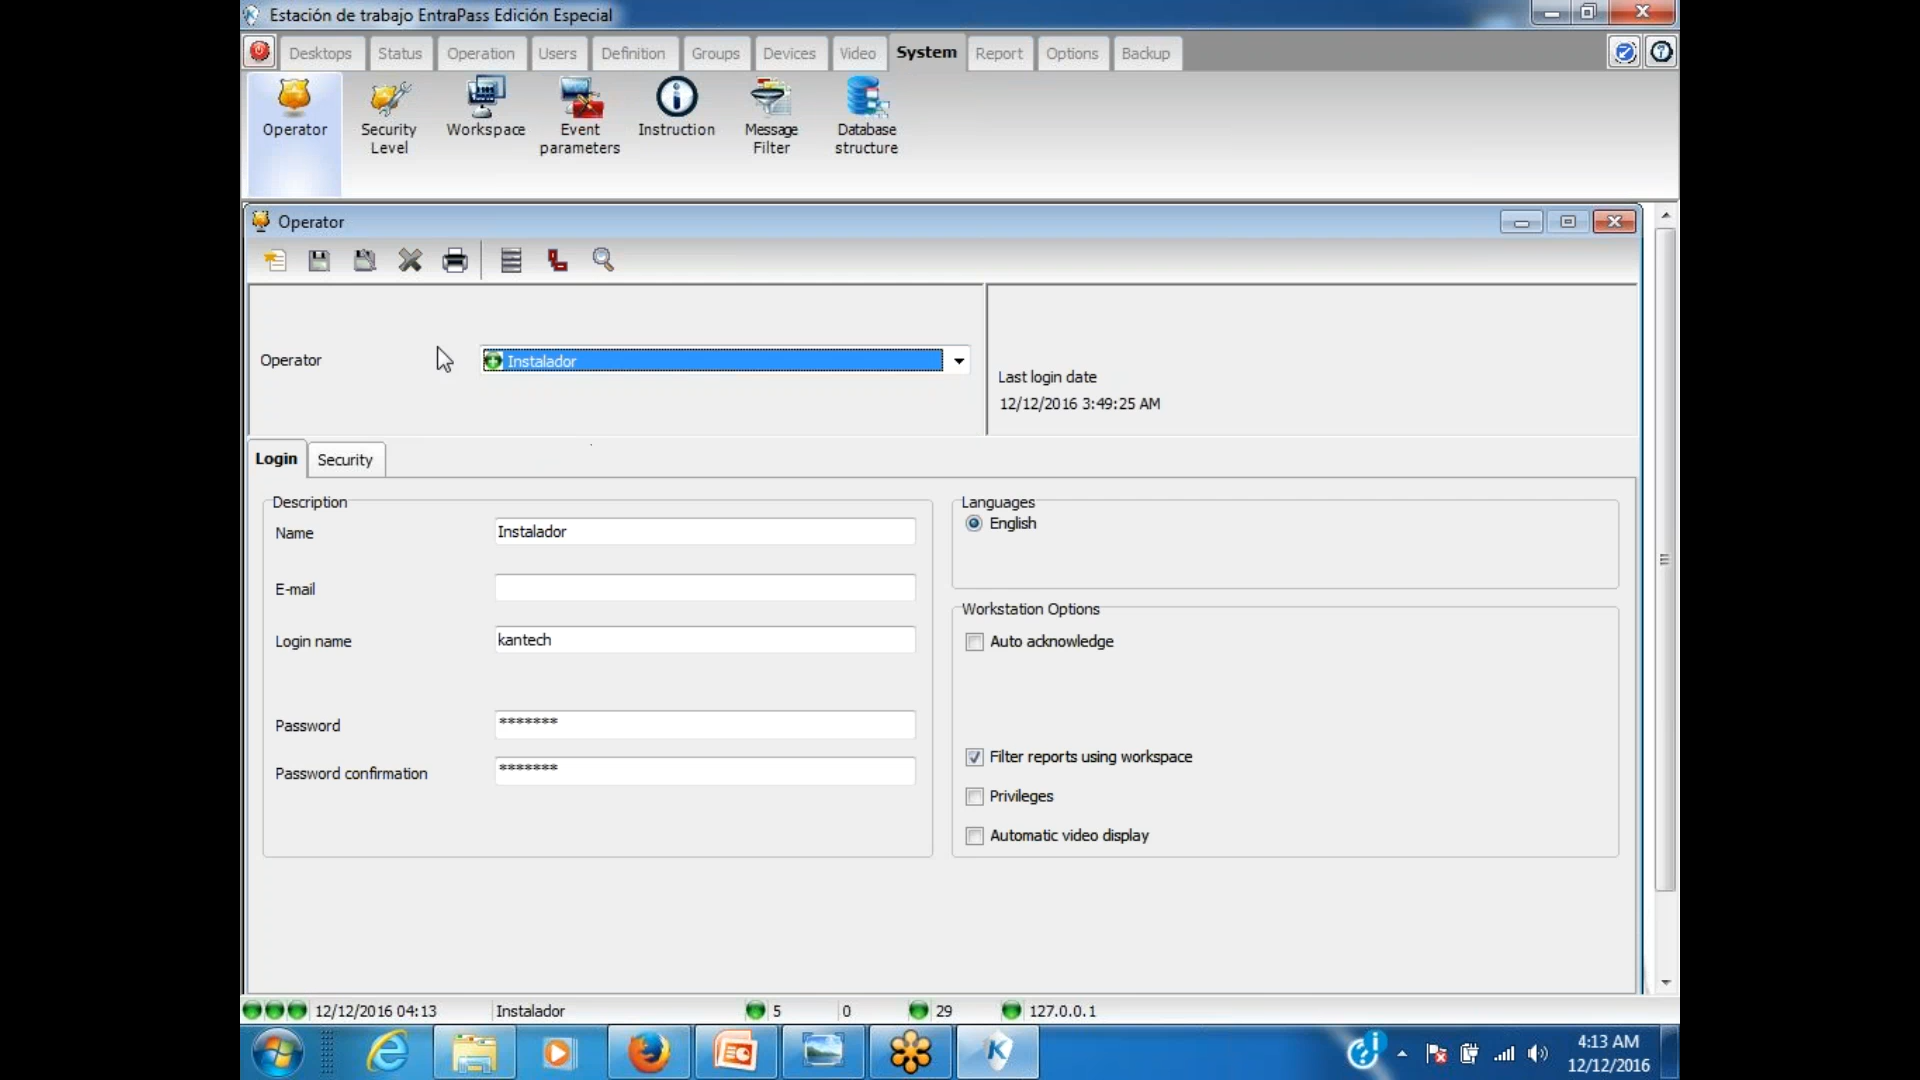 Estación de trabajo EntraPass Edición Especial
Desktops Status Operation Users Definition Groups Devices Video System Report Options Backup
Operator Security Level Workspace Event parameters Instruction Message Filter Database structure
Operator
Operator Instalador
Last login date
12/12/2016 3:49:25 AM
Login Security
Description
Name Instalador
E-mail
Login name kantech
Password *******
Password confirmation *******
Languages
English
Workstation Options
Auto acknowledge
Filter reports using workspace
Privileges
Automatic video display
12/12/2016 04:13 Instalador 5 0 29 127.0.0.1
4:13 AM
12/12/2016